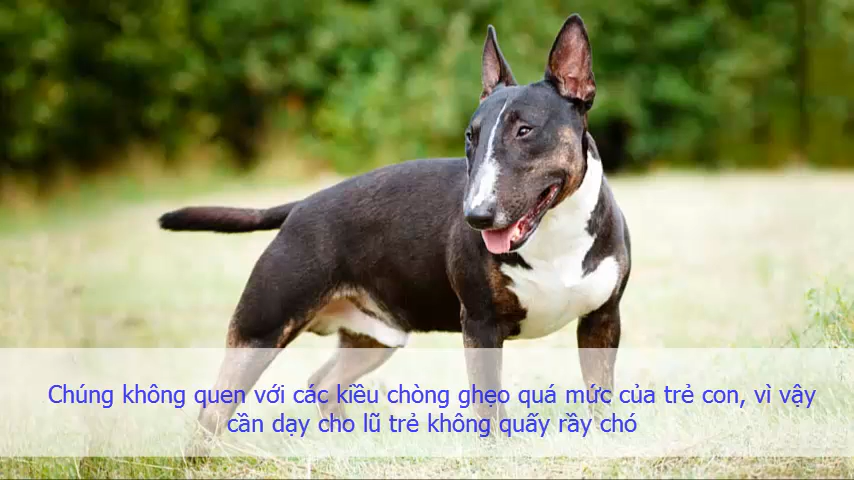 Chúng không quen với các kiều chòng ghẹo quá mức của trẻ con, vì vậy
cần dạy cho lũ trẻ không quấy rầy chó